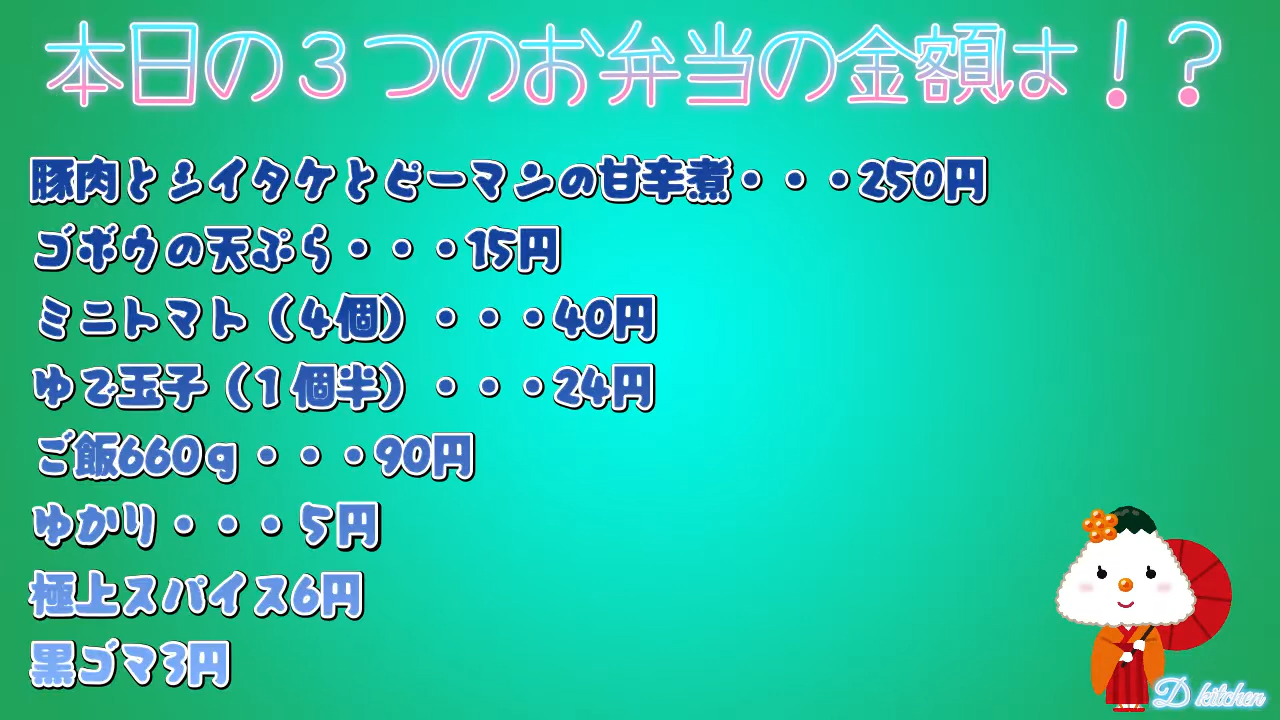 本日の３つのお弁当の金額は！？
豚肉とシイタケとピーマンの甘辛煮・・・250円
ゴボウの天ぷら・・・15円
ミニトマト（４個）・・・40円
ゆで玉子（１個半）・・・24円
ご飯660ｇ・・・90円
ゆかり・・・５円
極上スパイス6円
黒ゴマ3円
D kitchen